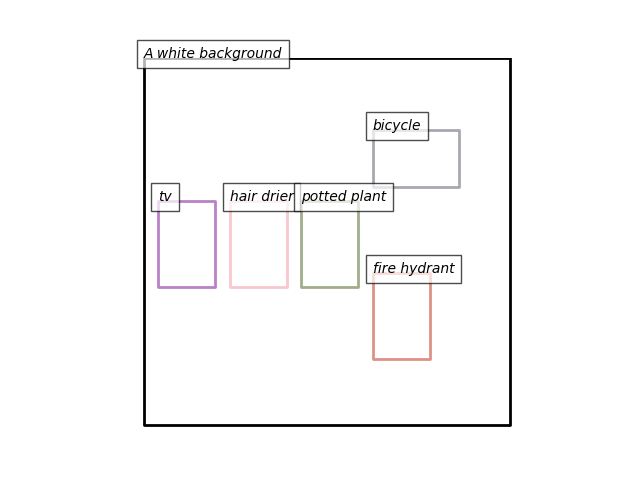 A white background
bicycle
tv
hair drier
potted plant
fire hydrant